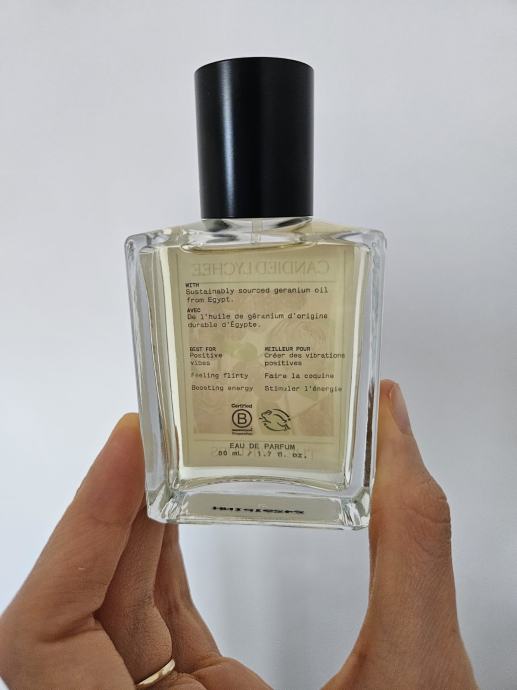 CANDIED LYCHEE
WITH
Sustainably sourced geranium oil
from Egypt.
AVEC
De l'huile de géranium d'origine
durable d'Égypte.
BEST FOR
Positive
vibes
Feeling flirty
Boosting energy
MEILLEUR POUR
Créer des vibrations
positives
Faire la coquine
Stimuler l'énergie
Certified
B
Corporation
EAU DE PARFUM
50 mL / 1.7 fl. oz.